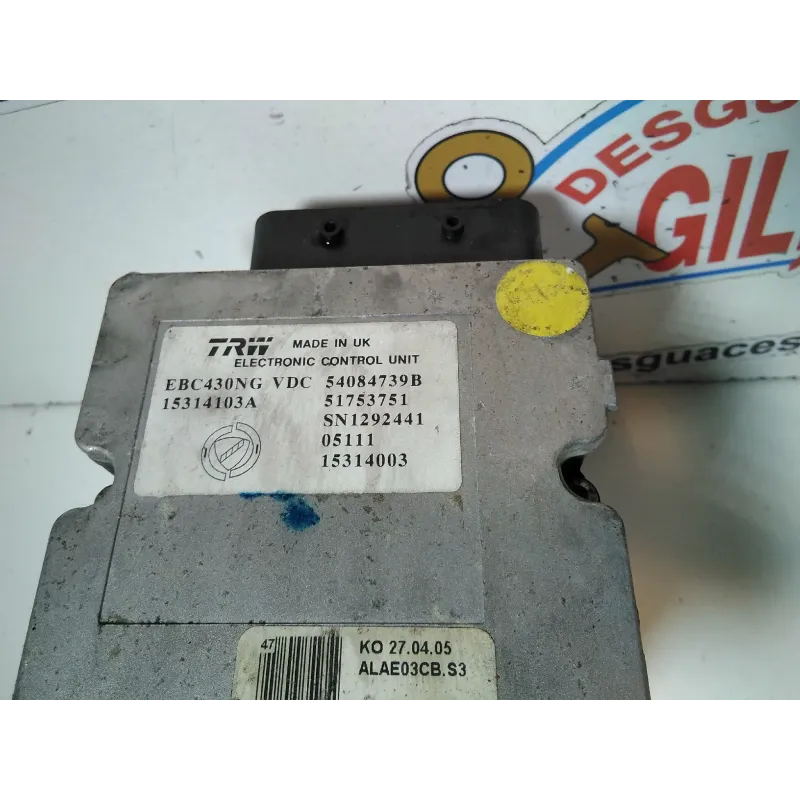 DESGUA
GIL
sguaces
TRW MADE IN UK
ELECTRONIC CONTROL UNIT
EBC430NG VDC 54084739B
15314103A 51753751
SN1292441
05111
15314003
47 KO 27.04.05
ALAE03CB.S3